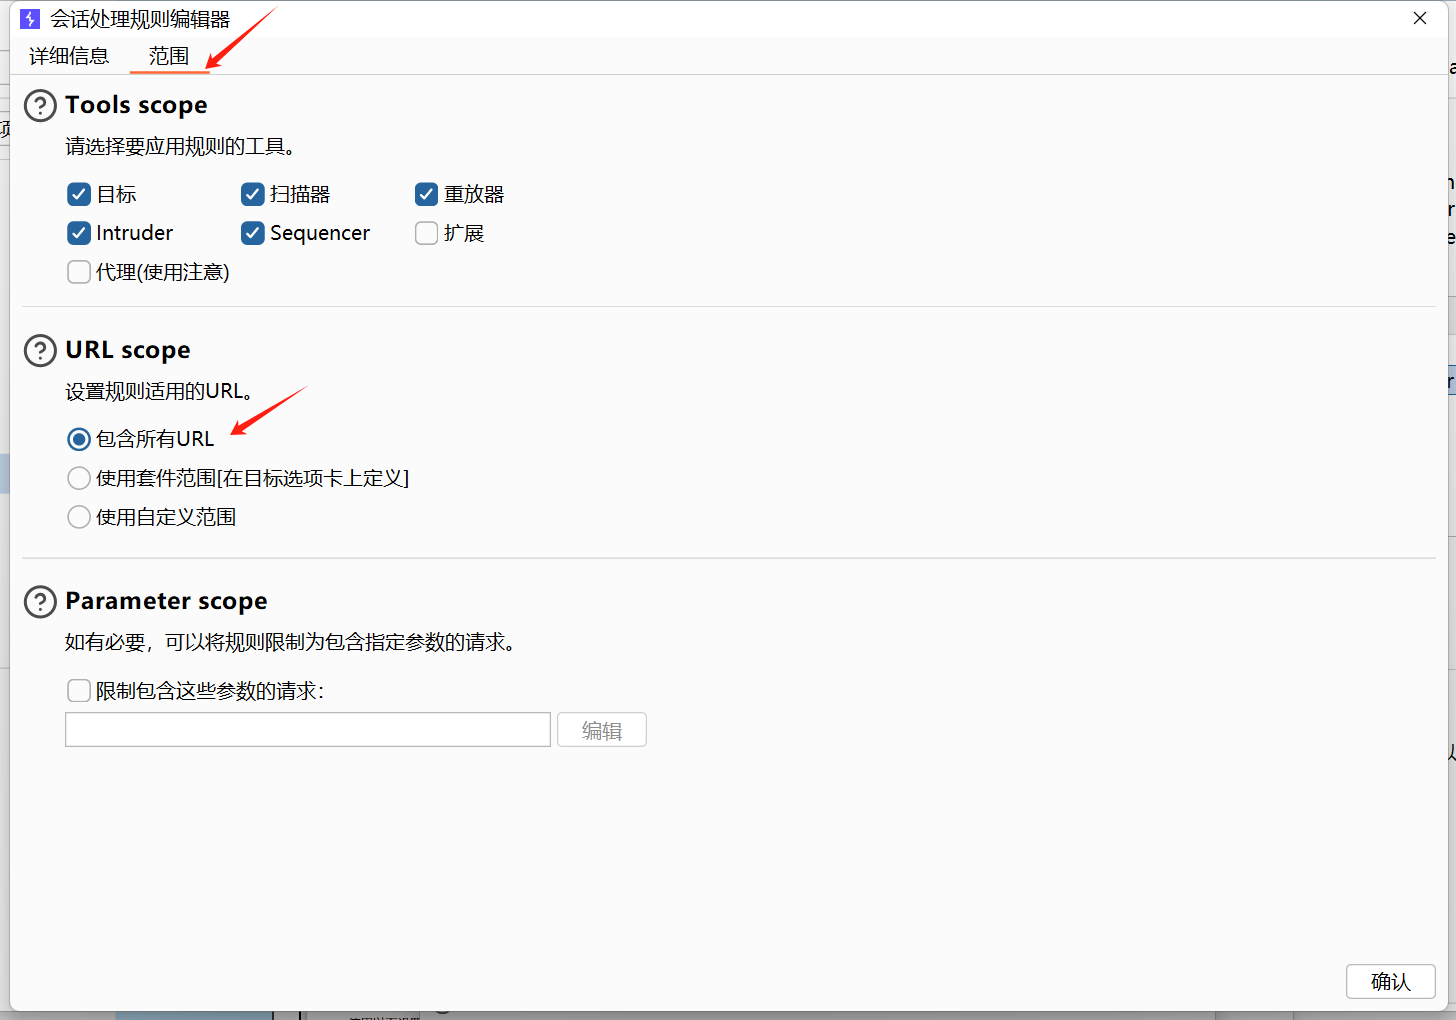 会话处理规则编辑器
详细信息 范围
Tools scope
请选择要应用规则的工具。
目标 扫描器 重放器
Intruder Sequencer 扩展
代理(使用注意)
URL scope
设置规则适用的URL。
包含所有URL
使用套件范围[在目标选项卡上定义]
使用自定义范围
Parameter scope
如有必要，可以将规则限制为包含指定参数的请求。
限制包含这些参数的请求：
编辑
确认